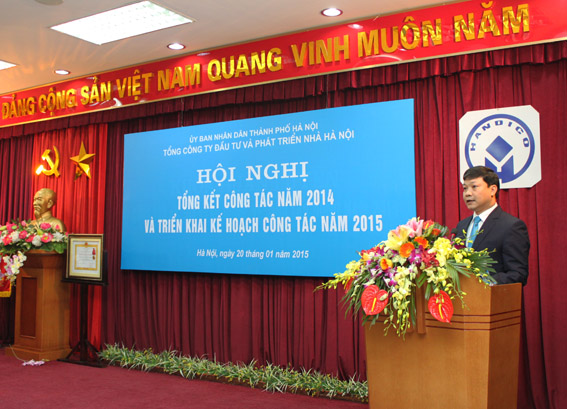 ĐẢNG CỘNG SẢN VIỆT NAM QUANG VINH MUÔN NĂM
ỦY BAN NHÂN DÂN THÀNH PHỐ HÀ NỘI
TỔNG CÔNG TY ĐẦU TƯ VÀ PHÁT TRIỂN NHÀ HÀ NỘI
HỘI NGHỊ
TỔNG KẾT CÔNG TÁC NĂM 2014
VÀ TRIỂN KHAI KẾ HOẠCH CÔNG TÁC NĂM 2015
Hà Nội, ngày 20 tháng 01 năm 2015
HANDICO